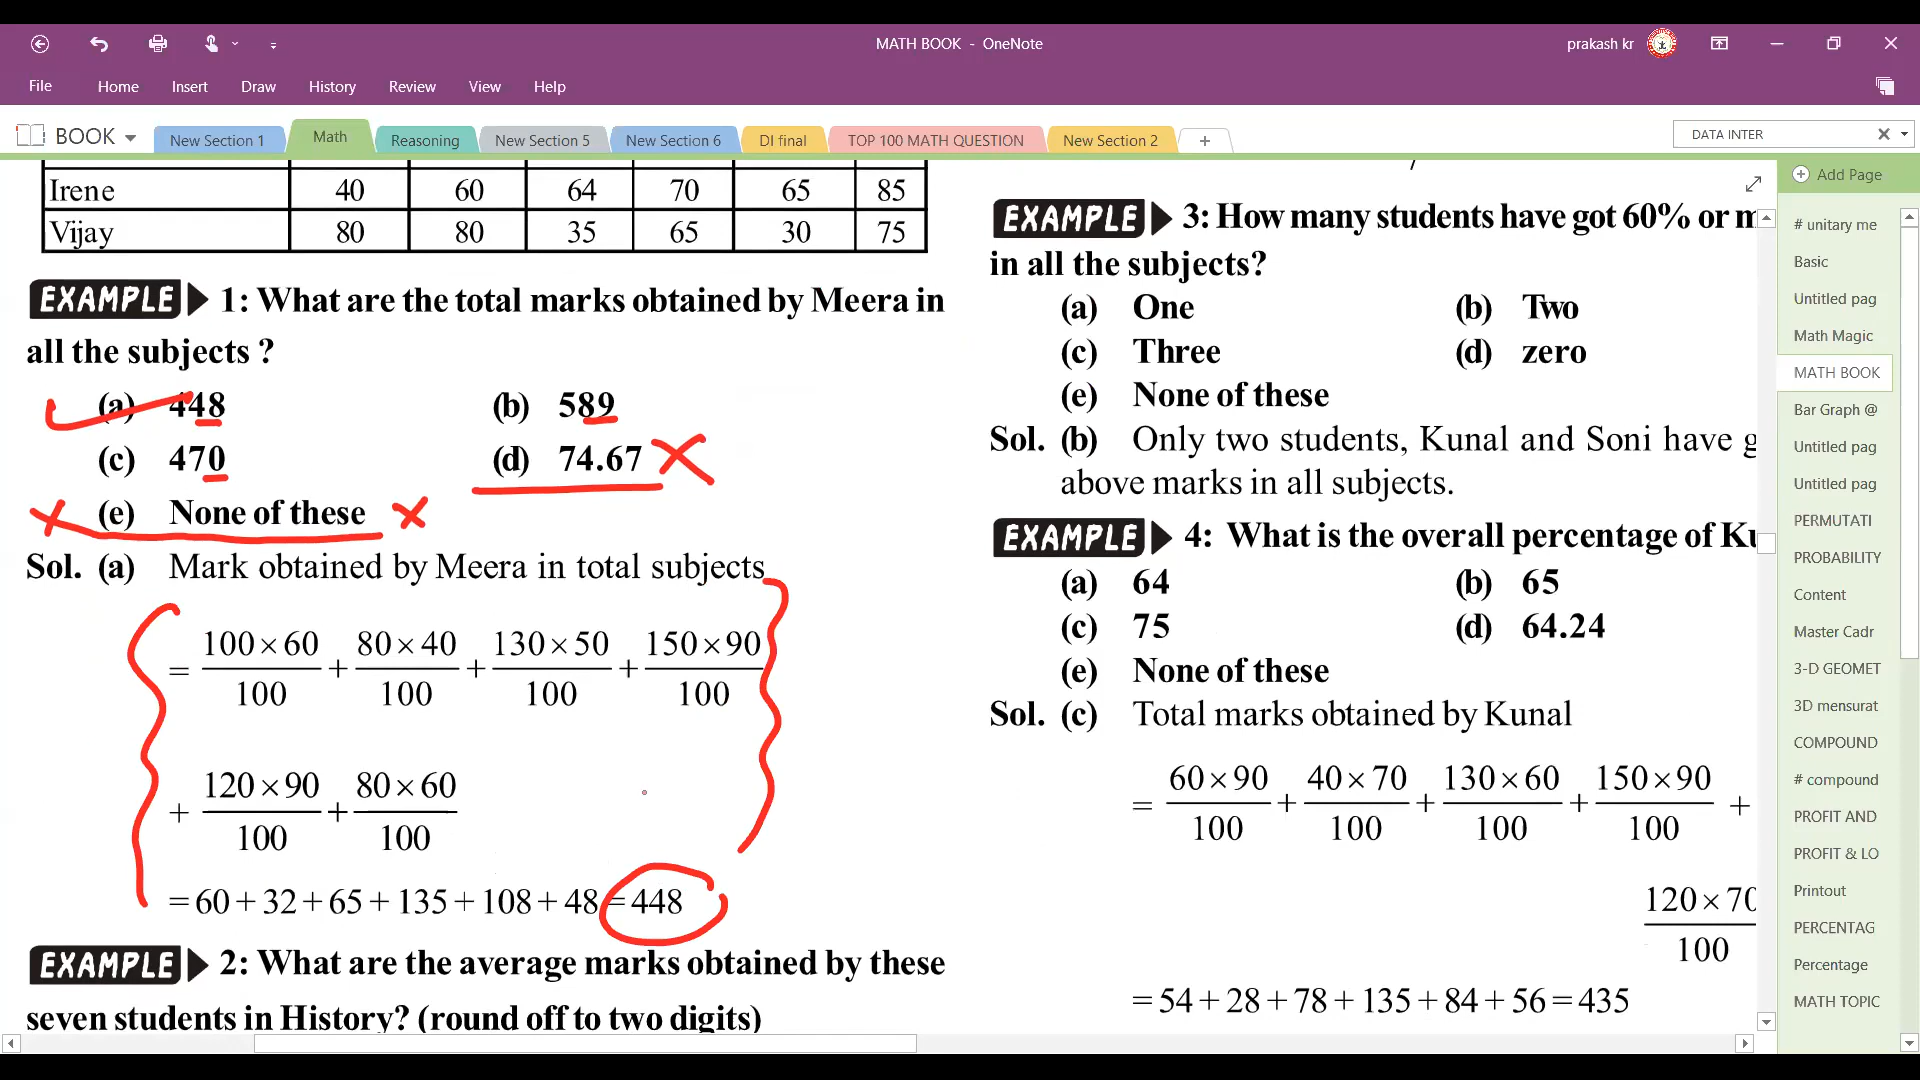 MATH BOOK - OneNote
prakash kr
File Home Insert Draw History Review View Help
BOOK New Section 1 Math Reasoning New Section 5 New Section 6 DI final TOP 100 MATH QUESTION New Section 2 +
DATA INTER
Irene 40 60 64 70 65 85
Vijay 80 80 35 65 30 75
EXAMPLE 1: What are the total marks obtained by Meera in
all the subjects ?
(a) 448 (b) 589
(c) 470 (d) 74.67
(e) None of these
Sol. (a) Mark obtained by Meera in total subjects
= 100×60/100 + 80×40/100 + 130×50/100 + 150×90/100
+ 120×90/100 + 80×60/100
= 60 + 32 + 65 + 135 + 108 + 48 = 448
EXAMPLE 2: What are the average marks obtained by these
seven students in History? (round off to two digits)
EXAMPLE 3: How many students have got 60% or m
in all the subjects?
(a) One (b) Two
(c) Three (d) zero
(e) None of these
Sol. (b) Only two students, Kunal and Soni have g
above marks in all subjects.
EXAMPLE 4: What is the overall percentage of Ku
(a) 64 (b) 65
(c) 75 (d) 64.24
(e) None of these
Sol. (c) Total marks obtained by Kunal
= 60×90/100 + 40×70/100 + 130×60/100 + 150×90/100 +
120×70/100
= 54 + 28 + 78 + 135 + 84 + 56 = 435
Add Page
# unitary me
Basic
Untitled pag
Math Magic
MATH BOOK
Bar Graph @
Untitled pag
Untitled pag
PERMUTATI
PROBABILITY
Content
Master Cadr
3-D GEOMET
3D mensurat
COMPOUND
# compound
PROFIT AND
PROFIT & LO
Printout
PERCENTAG
Percentage
MATH TOPIC